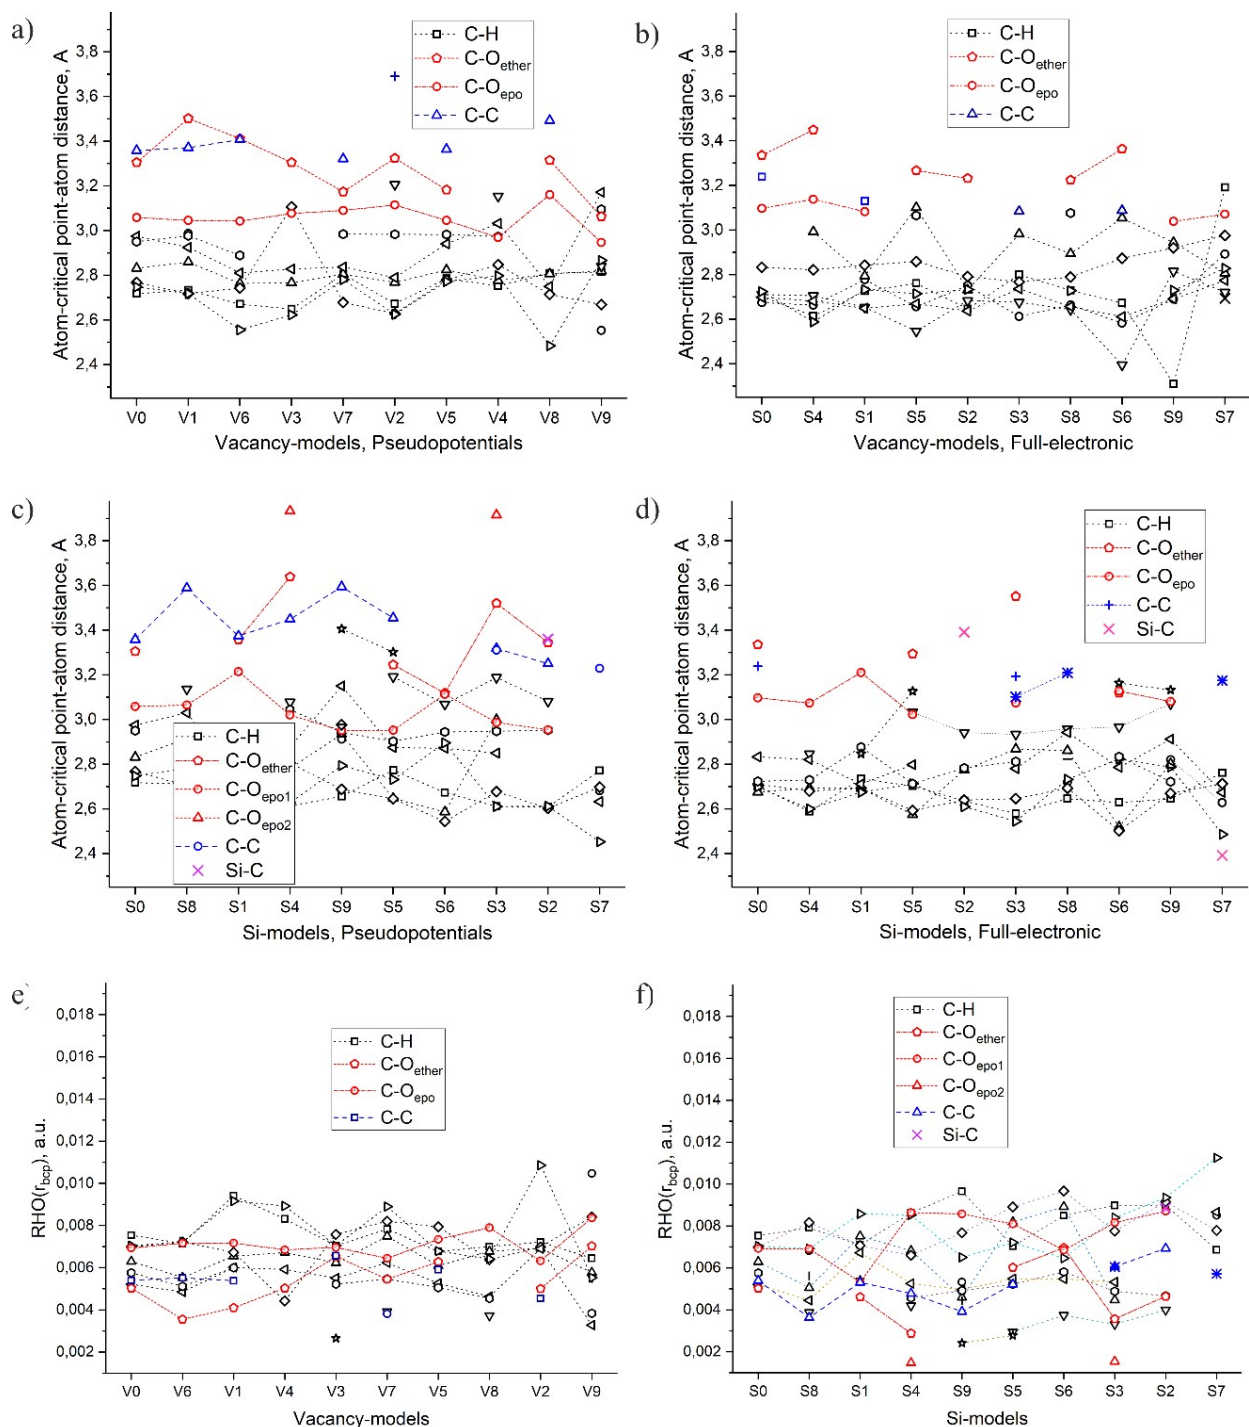 a)
Atom-critical point-atom distance, A
3,8
3,6
3,4
3,2
3,0
2,8
2,6
2,4
C-H
C-Oether
C-Oepo
C-C
V0 V1 V6 V3 V7 V2 V5 V4 V8 V9
Vacancy-models, Pseudopotentials
b)
Atom-critical point-atom distance, A
3,8
3,6
3,4
3,2
3,0
2,8
2,6
2,4
C-H
C-Oether
C-Oepo
C-C
S0 S4 S1 S5 S2 S3 S8 S6 S9 S7
Vacancy-models, Full-electronic
c)
Atom-critical point-atom distance, A
3,8
3,6
3,4
3,2
3,0
2,8
2,6
2,4
C-H
C-Oether
C-Oepo1
C-Oepo2
C-C
Si-C
S0 S8 S1 S4 S9 S5 S6 S3 S2 S7
Si-models, Pseudopotentials
d)
Atom-critical point-atom distance, A
3,8
3,6
3,4
3,2
3,0
2,8
2,6
2,4
C-H
C-Oether
C-Oepo
C-C
Si-C
S0 S4 S1 S5 S2 S3 S8 S6 S9 S7
Si-models, Full-electronic
e)
RHO(rbcp), a.u.
0,018
0,016
0,014
0,012
0,010
0,008
0,006
0,004
0,002
C-H
C-Oether
C-Oepo
C-C
V0 V6 V1 V4 V3 V7 V5 V8 V2 V9
Vacancy-models
f)
RHO(rbcp), a.u.
0,018
0,016
0,014
0,012
0,010
0,008
0,006
0,004
0,002
C-H
C-Oether
C-Oepo1
C-Oepo2
C-C
Si-C
S0 S8 S1 S4 S9 S5 S6 S3 S2 S7
Si-models